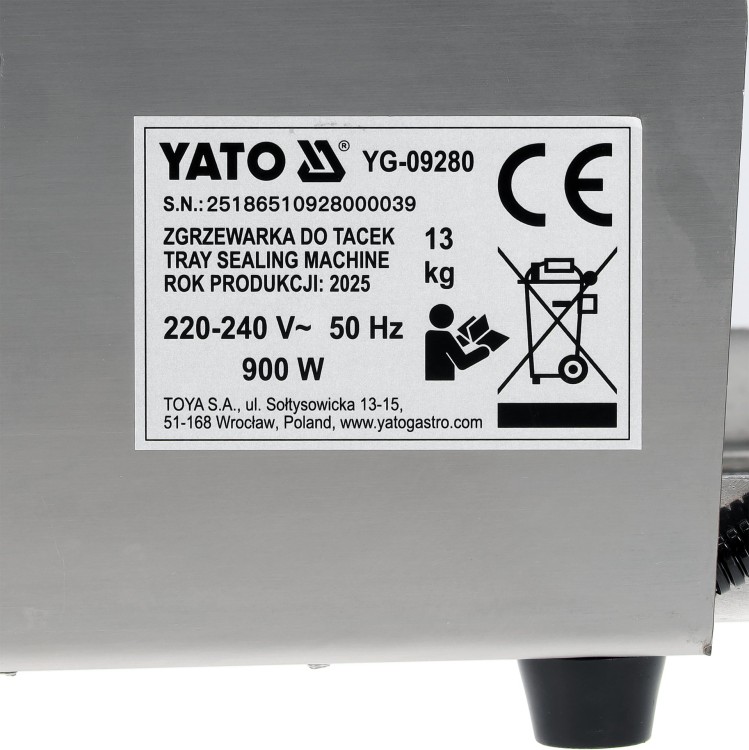 YATO ® YG-09280
S.N.: 25186510928000039
ZGRZEWARKA DO TACEK
TRAY SEALING MACHINE
ROK PRODUKCJI: 2025
13
kg
220-240 V~ 50 Hz
900 W
TOYA S.A., ul. Sołtysowicka 13-15,
51-168 Wrocław, Poland, www.yatogastro.com
CE